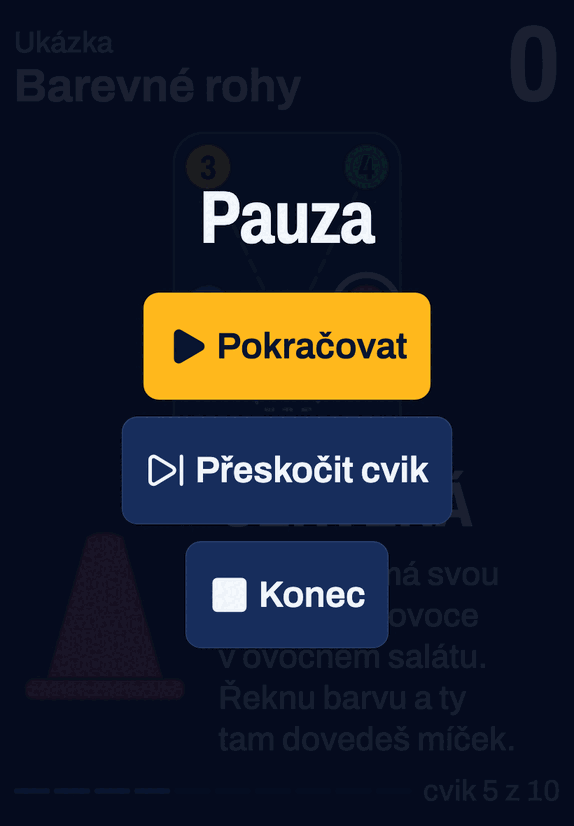 Ukázka
Barevné rohy
0
3
4
Pauza
Pokračovat
Přeskočit cvik
Konec
má svou
ovoce
v ovocném salátu.
Řeknu barvu a ty
tam dovedeš míček.
cvik 5 z 10